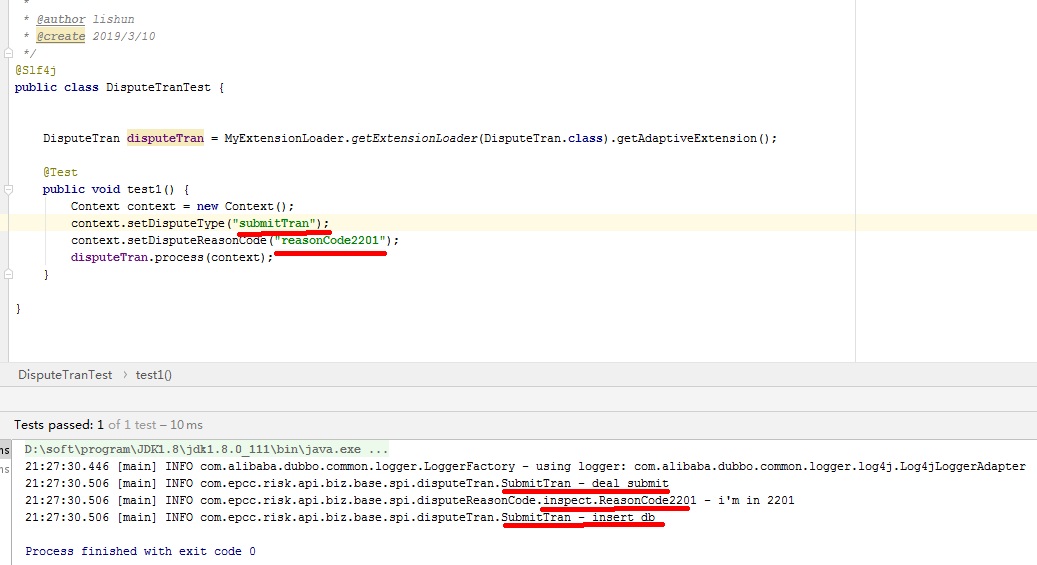 *
* @author lishun
* @create 2019/3/10
*/
@Slf4j
public class DisputeTranTest {
DisputeTran disputeTran = MyExtensionLoader.getExtensionLoader(DisputeTran.class).getAdaptiveExtension();
@Test
public void test1() {
Context context = new Context();
context.setDisputeType("submitTran");
context.setDisputeReasonCode("reasonCode2201");
disputeTran.process(context);
}
}
DisputeTranTest › test1()
Tests passed: 1 of 1 test – 10 ms
ms D:\soft\program\JDK1.8\jdk1.8.0_111\bin\java.exe ...
ms 21:27:30.446 [main] INFO com.alibaba.dubbo.common.logger.LoggerFactory - using logger: com.alibaba.dubbo.common.logger.log4j.Log4jLoggerAdapter
21:27:30.506 [main] INFO com.epcc.risk.api.biz.base.spi.disputeTran.SubmitTran - deal submit
21:27:30.506 [main] INFO com.epcc.risk.api.biz.base.spi.disputeReasonCode.inspect.ReasonCode2201 - i'm in 2201
21:27:30.506 [main] INFO com.epcc.risk.api.biz.base.spi.disputeTran.SubmitTran - insert db
Process finished with exit code 0